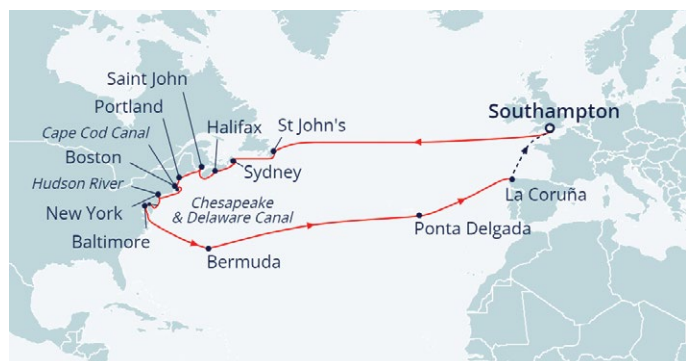 Saint John
Portland
Cape Cod Canal
Boston
Hudson River
New York
Baltimore
Halifax
St John's
Sydney
Chesapeake
& Delaware Canal
Bermuda
Southampton
La Coruña
Ponta Delgada